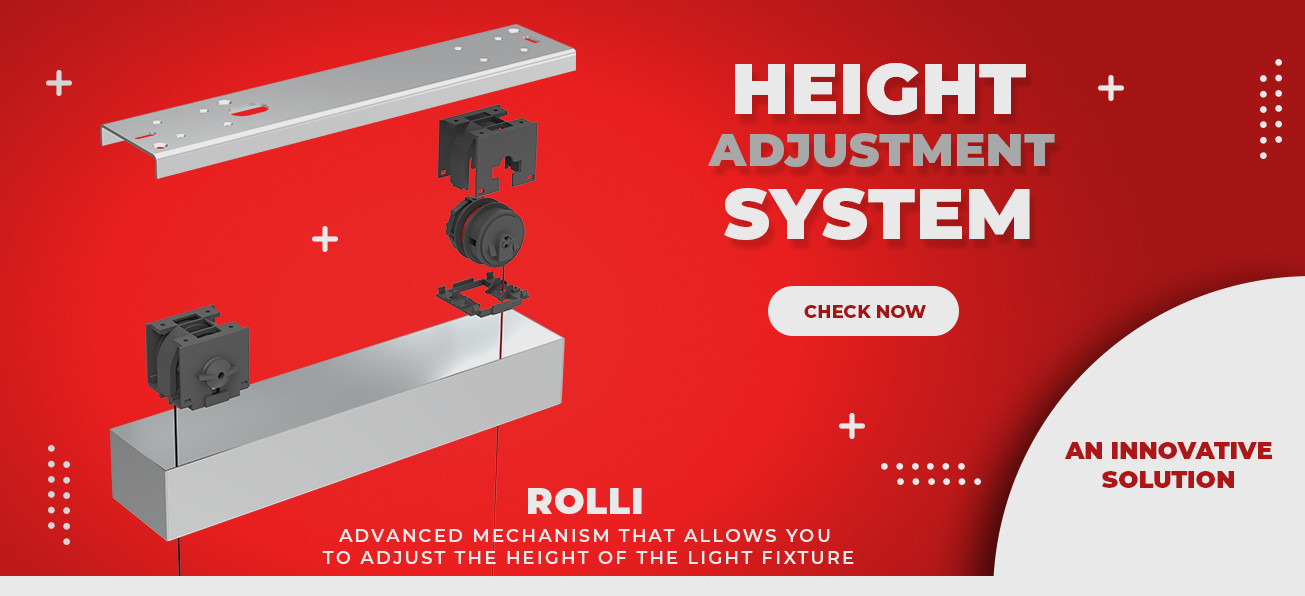 HEIGHT
ADJUSTMENT
SYSTEM
CHECK NOW
AN INNOVATIVE
SOLUTION
ROLLI
ADVANCED MECHANISM THAT ALLOWS YOU
TO ADJUST THE HEIGHT OF THE LIGHT FIXTURE